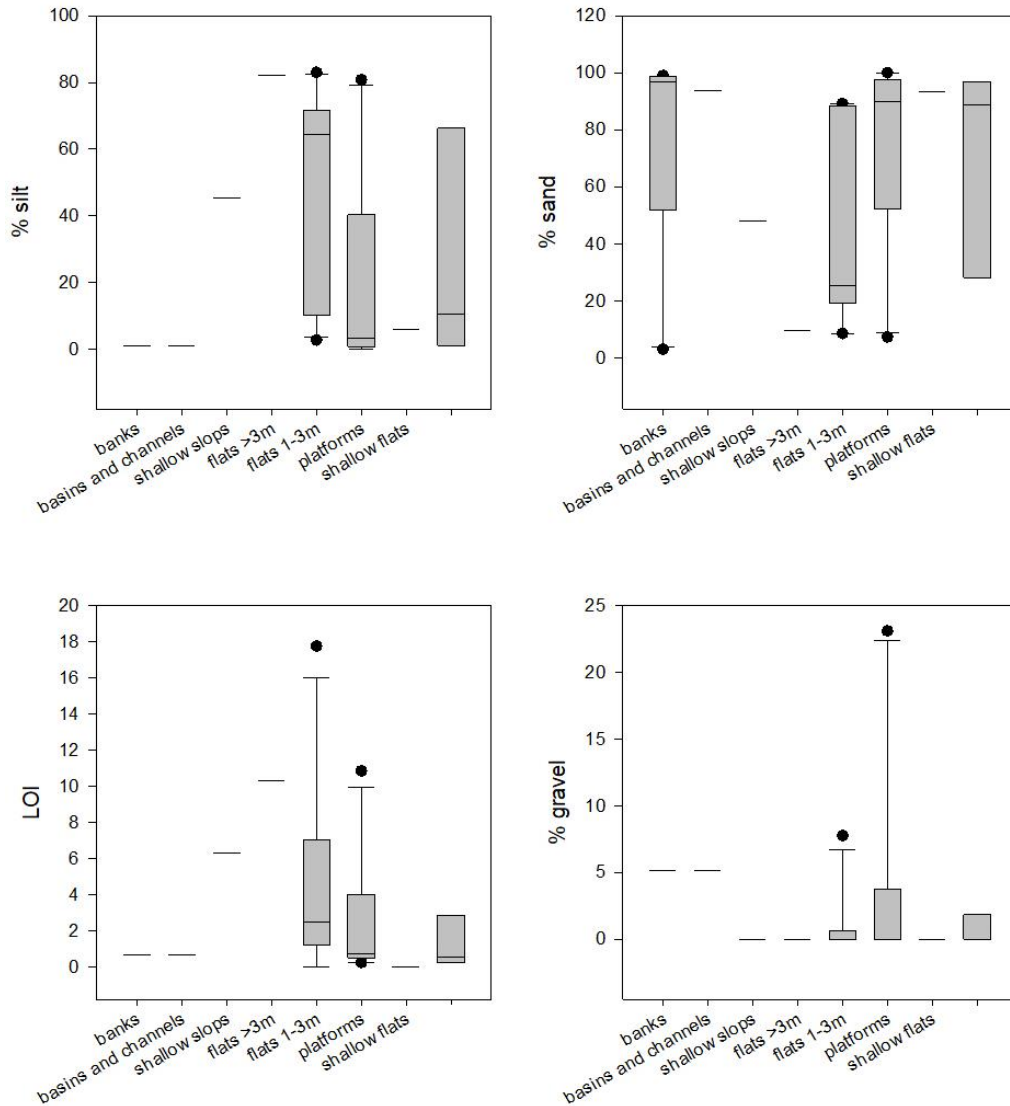 100
80
60
40
20
0
% silt
banks
basins and channels
shallow slops
flats >3m
flats 1-3m
platforms
shallow flats
120
100
80
60
40
20
0
% sand
banks
basins and channels
shallow slops
flats >3m
flats 1-3m
platforms
shallow flats
20
18
16
14
12
10
8
6
4
2
0
LOI
banks
basins and channels
shallow slops
flats >3m
flats 1-3m
platforms
shallow flats
25
20
15
10
5
0
% gravel
banks
basins and channels
shallow slops
flats >3m
flats 1-3m
platforms
shallow flats